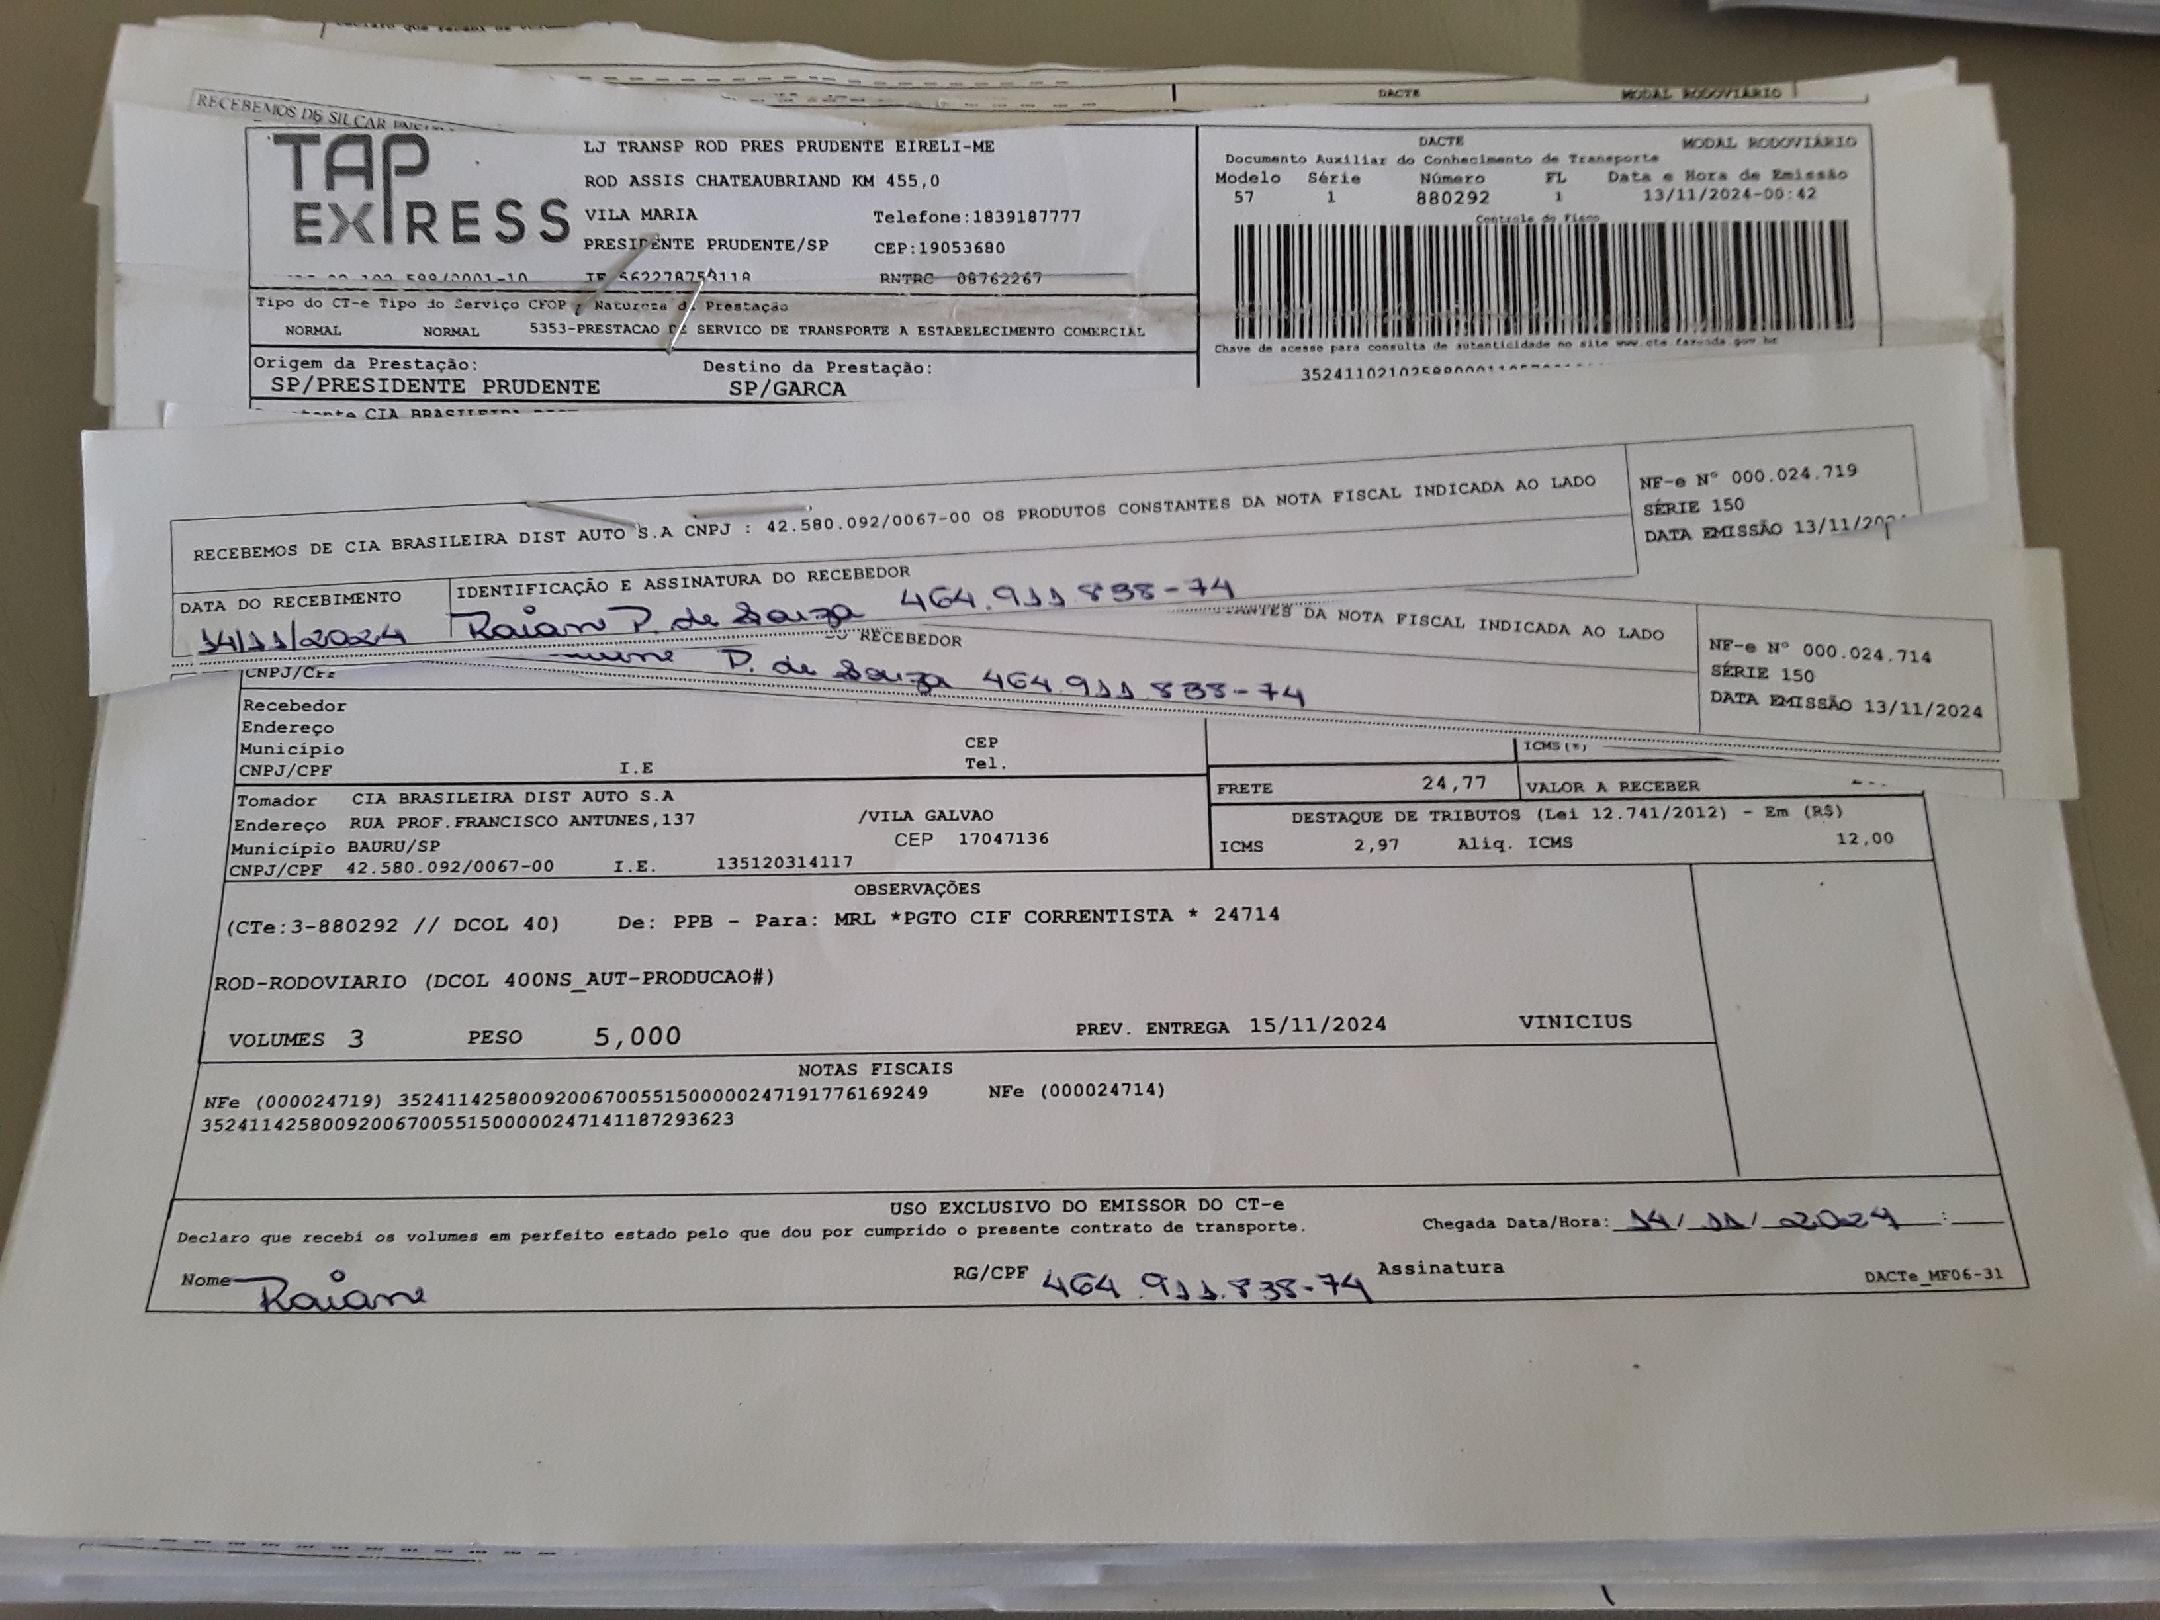 RECEBEMOS DE SILCAR
DACTE MODAL RODOVIÁRIO
TAP EXPRESS
LJ TRANSP ROD PRES PRUDENTE EIRELI-ME
ROD ASSIS CHATEAUBRIAND KM 455,0
VILA MARIA Telefone:1839187777
PRESIDENTE PRUDENTE/SP CEP:19053680
RNTRC 08762267
DACTE MODAL RODOVIÁRIO
Documento Auxiliar do Conhecimento de Transporte
Modelo Série Número FL Data e Hora de Emissão
57 1 880292 1 13/11/2024-00:42
Controle do Fisco
Chave de acesso para consulta de autenticidade no site www.cte.fazenda.gov.br
Tipo do CT-e Tipo do Serviço CFOP / Natureza da Prestação
NORMAL NORMAL 5353-PRESTACAO DE SERVICO DE TRANSPORTE A ESTABELECIMENTO COMERCIAL
Origem da Prestação: Destino da Prestação:
SP/PRESIDENTE PRUDENTE SP/GARCA
CIA BRASILEIRA
RECEBEMOS DE CIA BRASILEIRA DIST AUTO S.A CNPJ : 42.580.092/0067-00 OS PRODUTOS CONSTANTES DA NOTA FISCAL INDICADA AO LADO
NF-e Nº 000.024.719
SÉRIE 150
DATA EMISSÃO 13/11/
DATA DO RECEBIMENTO IDENTIFICAÇÃO E ASSINATURA DO RECEBEDOR
14/11/2024 Raiane P. de Souza 464.911 838-74
DA NOTA FISCAL INDICADA AO LADO
RECEBEDOR
P. de Souza 464.911 838-74
NF-e Nº 000.024.714
SÉRIE 150
DATA EMISSÃO 13/11/2024
CNPJ/CPF
Recebedor
Endereço
Município CEP
CNPJ/CPF I.E Tel.
ICMS(%)
FRETE 24,77 VALOR A RECEBER
Tomador CIA BRASILEIRA DIST AUTO S.A
Endereço RUA PROF.FRANCISCO ANTUNES,137 /VILA GALVAO
Município BAURU/SP CEP 17047136
CNPJ/CPF 42.580.092/0067-00 I.E. 135120314117
DESTAQUE DE TRIBUTOS (Lei 12.741/2012) - Em (R$)
ICMS 2,97 Aliq. ICMS 12,00
OBSERVAÇÕES
(CTe:3-880292 // DCOL 40) De: PPB - Para: MRL *PGTO CIF CORRENTISTA * 24714
ROD-RODOVIARIO (DCOL 400NS_AUT-PRODUCAO#)
VOLUMES 3 PESO 5,000 PREV. ENTREGA 15/11/2024 VINICIUS
NOTAS FISCAIS
NFe (000024719) 35241142580092006700551500000247191776169249 NFe (000024714)
35241142580092006700551500000247141187293623
USO EXCLUSIVO DO EMISSOR DO CT-e
Declaro que recebi os volumes em perfeito estado pelo que dou por cumprido o presente contrato de transporte. Chegada Data/Hora: 14/11/2024 :
Nome Raiane RG/CPF 464.911.838-74 Assinatura
DACTe_MF06-31